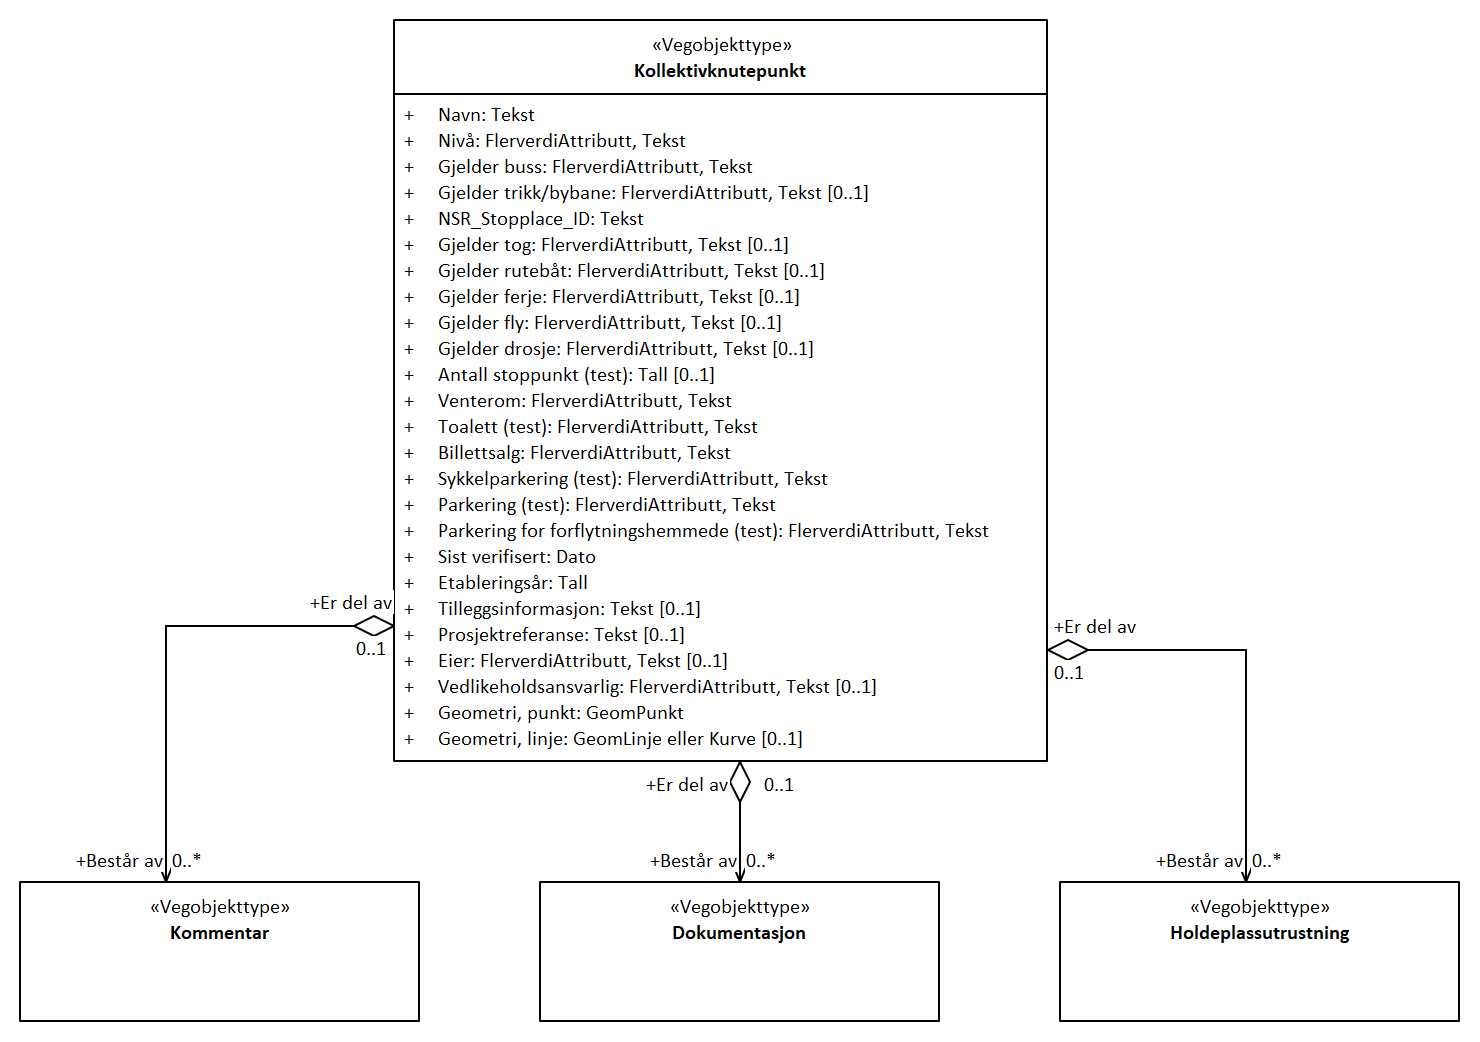 «Vegobjekttype»
Kollektivknutepunkt
+ Navn: Tekst
+ Nivå: FlerverdiAttributt, Tekst
+ Gjelder buss: FlerverdiAttributt, Tekst
+ Gjelder trikk/bybane: FlerverdiAttributt, Tekst [0..1]
+ NSR_Stopplace_ID: Tekst
+ Gjelder tog: FlerverdiAttributt, Tekst [0..1]
+ Gjelder rutebåt: FlerverdiAttributt, Tekst [0..1]
+ Gjelder ferje: FlerverdiAttributt, Tekst [0..1]
+ Gjelder fly: FlerverdiAttributt, Tekst [0..1]
+ Gjelder drosje: FlerverdiAttributt, Tekst [0..1]
+ Antall stoppunkt (test): Tall [0..1]
+ Venterom: FlerverdiAttributt, Tekst
+ Toalett (test): FlerverdiAttributt, Tekst
+ Billettsalg: FlerverdiAttributt, Tekst
+ Sykkelparkering (test): FlerverdiAttributt, Tekst
+ Parkering (test): FlerverdiAttributt, Tekst
+ Parkering for forflytningshemmede (test): FlerverdiAttributt, Tekst
+ Sist verifisert: Dato
+ Etableringsår: Tall
+ Tilleggsinformasjon: Tekst [0..1]
+ Prosjektreferanse: Tekst [0..1]
+ Eier: FlerverdiAttributt, Tekst [0..1]
+ Vedlikeholdsansvarlig: FlerverdiAttributt, Tekst [0..1]
+ Geometri, punkt: GeomPunkt
+ Geometri, linje: GeomLinje eller Kurve [0..1]
+Er del av
0..1
+Er del av
0..1
+Er del av 0..1
+Består av 0..*
+Består av 0..*
+Består av 0..*
«Vegobjekttype»
Kommentar
«Vegobjekttype»
Dokumentasjon
«Vegobjekttype»
Holdeplassutrustning